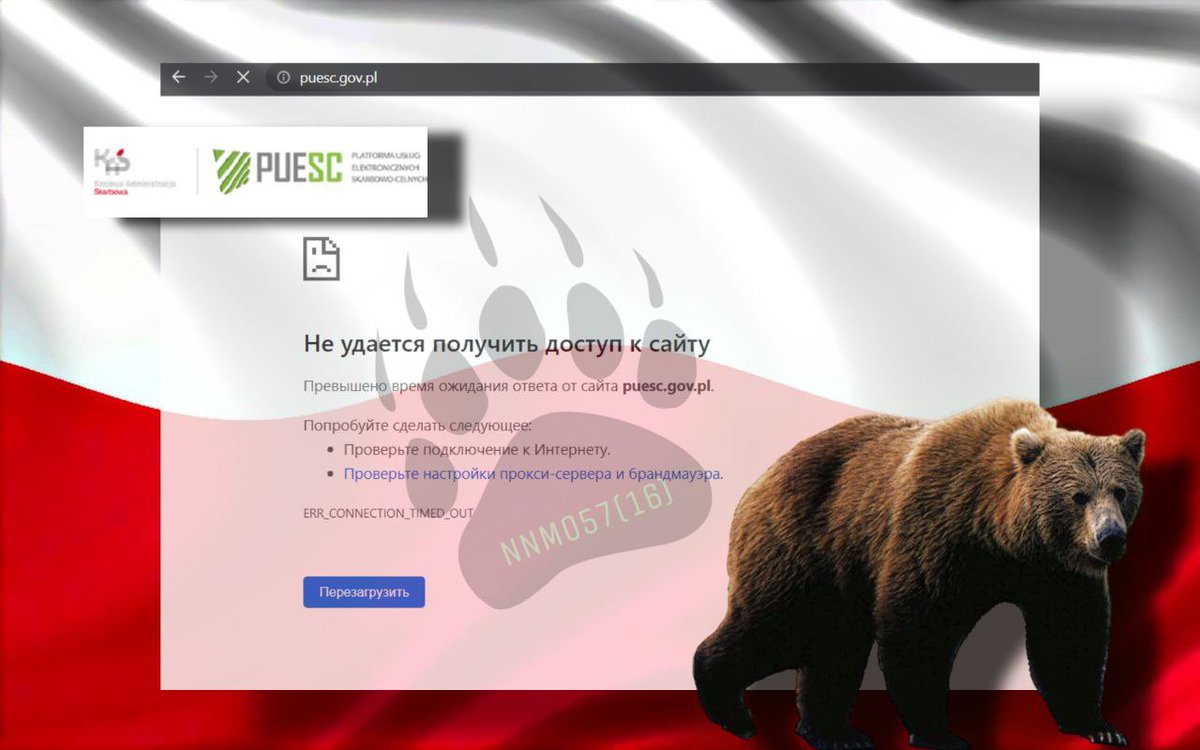 puesc.gov.pl
KAS
Krajowa Administracja
Skarbowa
PUESC
PLATFORMA USŁUG
ELEKTRONICZNYCH
SKARBOWO-CELNYCH
Не удается получить доступ к сайту
Превышено время ожидания ответа от сайта puesc.gov.pl.
Попробуйте сделать следующее:
Проверьте подключение к Интернету.
Проверьте настройки прокси-сервера и брандмауэра.
ERR_CONNECTION_TIMED_OUT
NNM057(16)
Перезагрузить